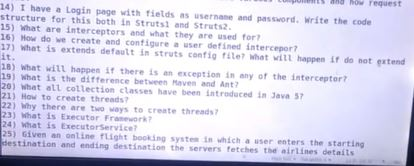 components and how request
14) I have a Login page with fields as username and password. Write the code
structure for this both in Struts1 and Struts2.
15) What are interceptors and what they are used for?
16) How do we create and configure a user defined intercepor?
17) What is extends default in struts config file? What will happen if do not extend
it.
18) What will happen if there is an exception in any of the interceptor?
19) What is the difference between Maven and Ant?
20) What all collection classes have been introduced in Java 5?
21) How to create threads?
22) Why there are two ways to create threads?
23) What is Executor Framework?
24) What is ExecutorService?
25) Given an online flight booking system in which a user enters the starting
destination and ending destination the servers fetches the airlines details